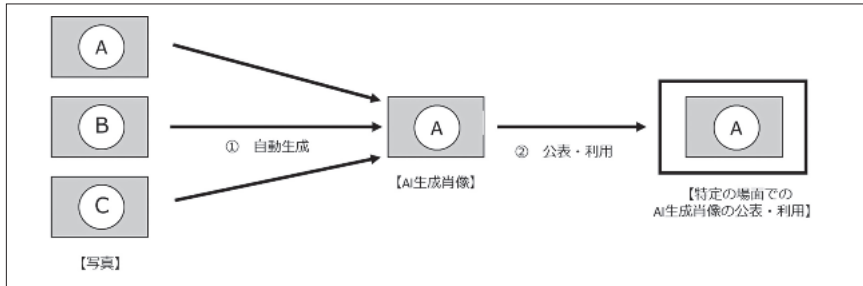 A
B
C
【写真】
① 自動生成
A
【AI生成肖像】
② 公表・利用
A
【特定の場面での
AI生成肖像の公表・利用】